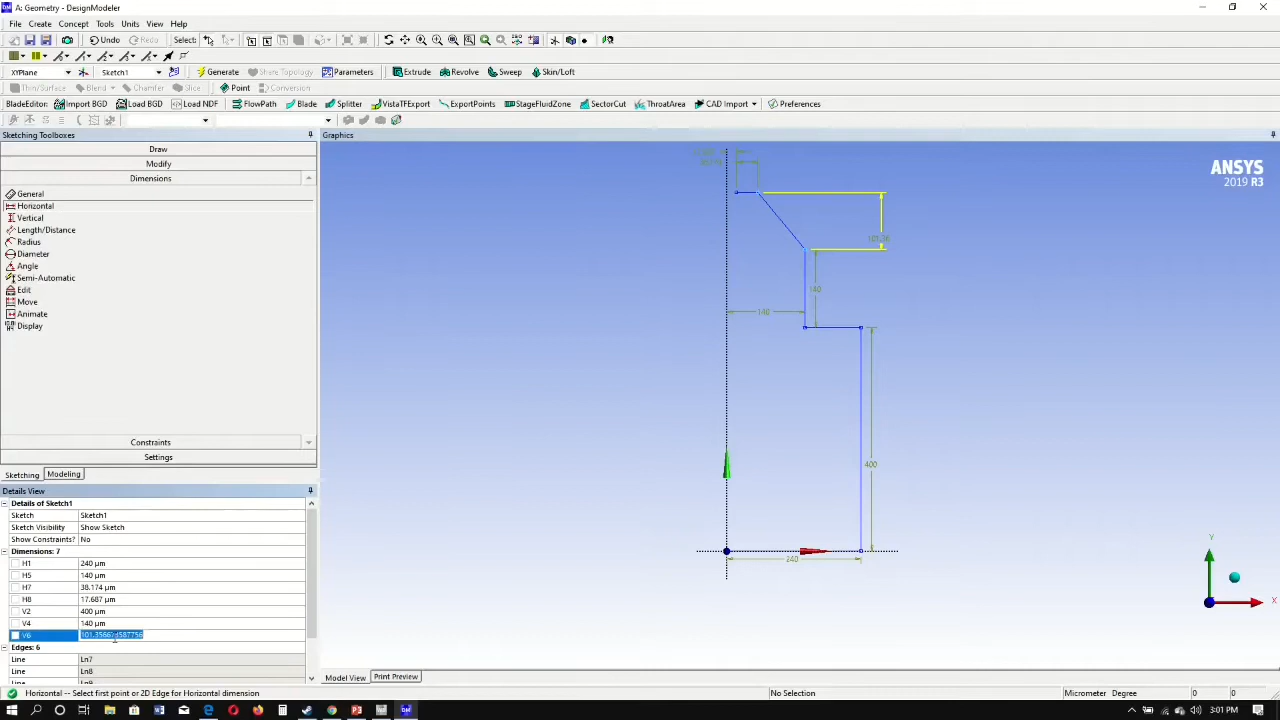 A: Geometry - DesignModeler
File Create Concept Tools Units View Help
Undo Redo Select:
XYPlane Sketch1 Generate Share Topology Parameters Extrude Revolve Sweep Skin/Loft
Thin/Surface Blend Chamfer Slice Point Conversion
BladeEditor: Import BGD Load BGD Load NDF FlowPath Blade Splitter VistaTFExport ExportPoints StageFluidZone SectorCut ThroatArea CAD Import Preferences
Sketching Toolboxes Graphics
Draw
Modify
Dimensions
General
Horizontal
Vertical
Length/Distance
Radius
Diameter
Angle
Semi-Automatic
Edit
Move
Animate
Display
Constraints
Settings
Sketching Modeling
ANSYS
2019 R3
140
140
400
240
Y
X
Details View
Details of Sketch1
Sketch Sketch1
Sketch Visibility Show Sketch
Show Constraints? No
Dimensions: 7
H1 240 µm
H5 140 µm
H7 38.174 µm
H8 17.687 µm
V2 400 µm
V4 140 µm
V6
Edges: 6
Line Ln7
Line Ln8
Line Ln9
Model View Print Preview
Horizontal -- Select first point or 2D Edge for Horizontal dimension No Selection Micrometer Degree 0 0
3:01 PM